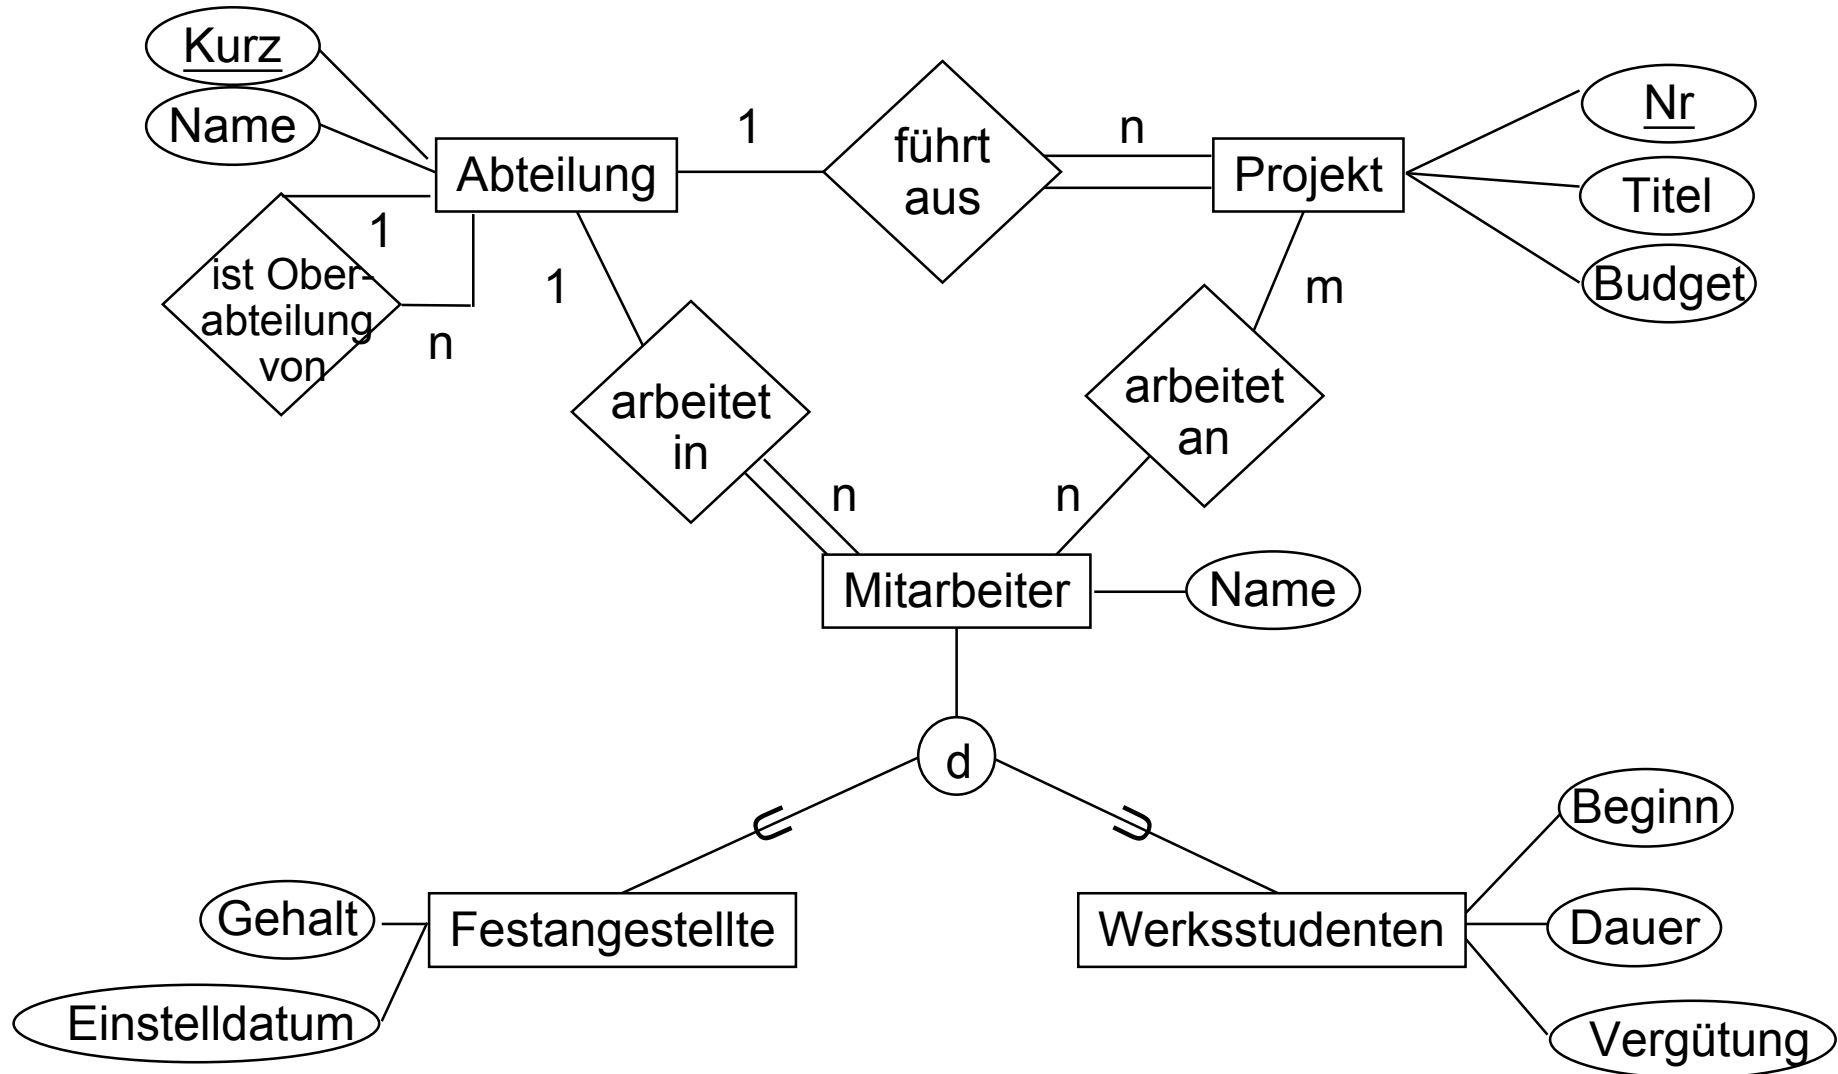 Kurz
Name
Abteilung
1
führt
aus
n
Projekt
Nr
Titel
Budget
1
ist Ober-
abteilung
von
n
1
arbeitet
in
n
m
arbeitet
an
n
Mitarbeiter
Name
d
Festangestellte
Gehalt
Einstelldatum
Werksstudenten
Beginn
Dauer
Vergütung